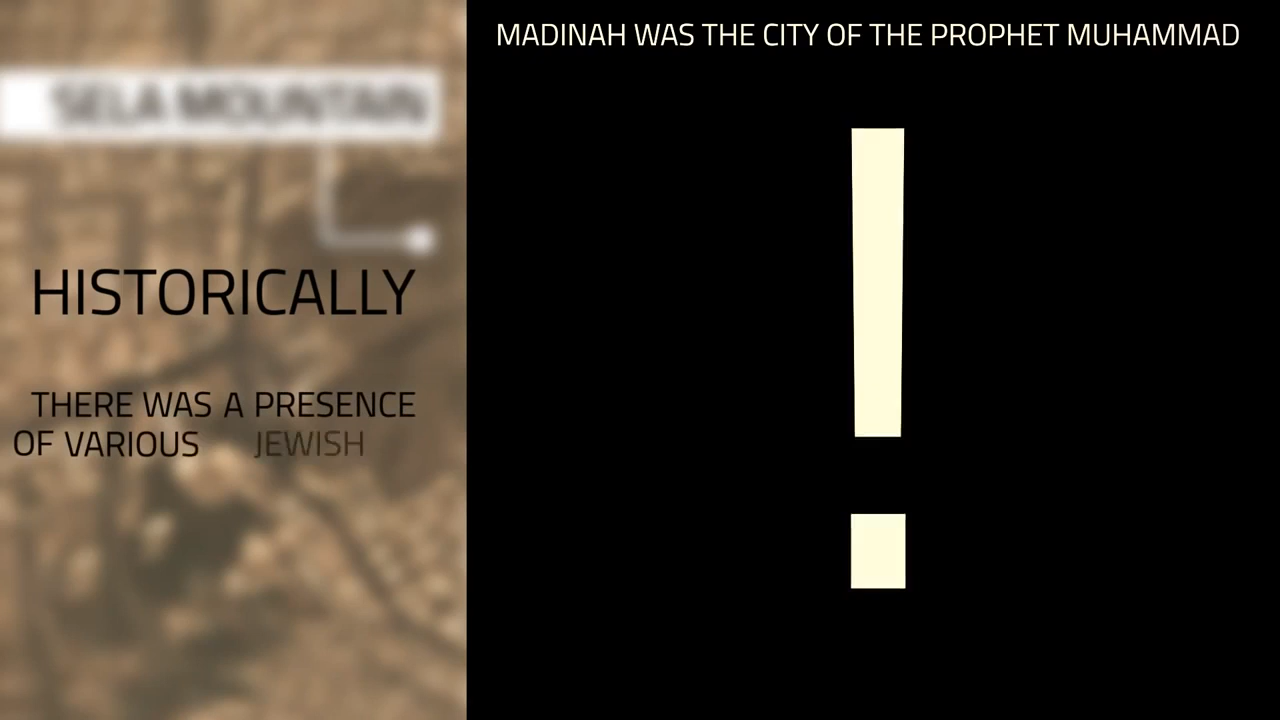 SELA MOUNTAIN
HISTORICALLY
THERE WAS A PRESENCE
OF VARIOUS JEWISH
MADINAH WAS THE CITY OF THE PROPHET MUHAMMAD
!